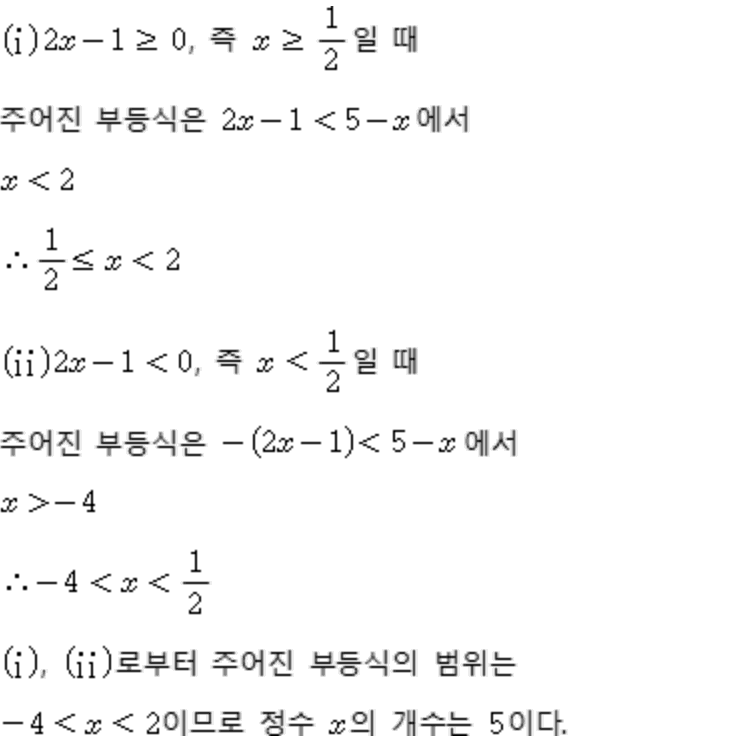 (i) 2x−1 ≥ 0, 즉 x ≥ 1/2 일 때
주어진 부등식은 2x−1 < 5−x 에서
x < 2
∴ 1/2 ≤ x < 2
(ii) 2x−1 < 0, 즉 x < 1/2 일 때
주어진 부등식은 −(2x−1) < 5−x 에서
x > −4
∴ −4 < x < 1/2
(i), (ii)로부터 주어진 부등식의 범위는
−4 < x < 2이므로 정수 x의 개수는 5이다.